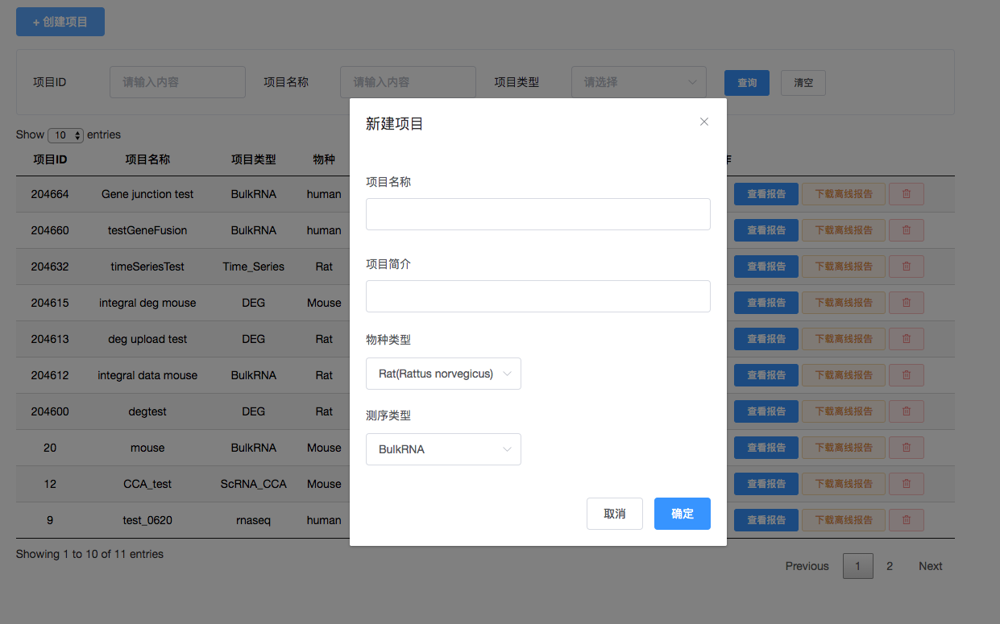 + 创建项目
项目ID 请输入内容 项目名称 请输入内容 项目类型 请选择 查询 清空
新建项目
项目名称
项目简介
物种类型
Rat(Rattus norvegicus)
测序类型
BulkRNA
取消 确定
Show 10 entries
项目ID 项目名称 项目类型 物种
204664 Gene junction test BulkRNA human 查看报告 下载离线报告
204660 testGeneFusion BulkRNA human 查看报告 下载离线报告
204632 timeSeriesTest Time_Series Rat 查看报告 下载离线报告
204615 integral deg mouse DEG Mouse 查看报告 下载离线报告
204613 deg upload test DEG Rat 查看报告 下载离线报告
204612 integral data mouse BulkRNA Rat 查看报告 下载离线报告
204600 degtest DEG Rat 查看报告 下载离线报告
20 mouse BulkRNA Mouse 查看报告 下载离线报告
12 CCA_test ScRNA_CCA Mouse 查看报告 下载离线报告
9 test_0620 rnaseq human 查看报告 下载离线报告
Showing 1 to 10 of 11 entries
Previous 1 2 Next